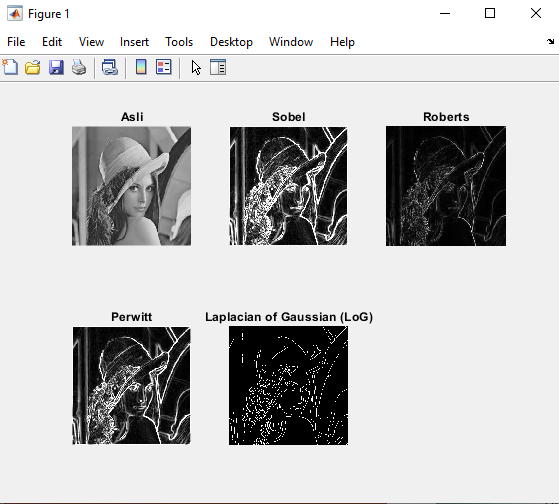 Figure 1
File Edit View Insert Tools Desktop Window Help
Asli Sobel Roberts
Perwitt Laplacian of Gaussian (LoG)